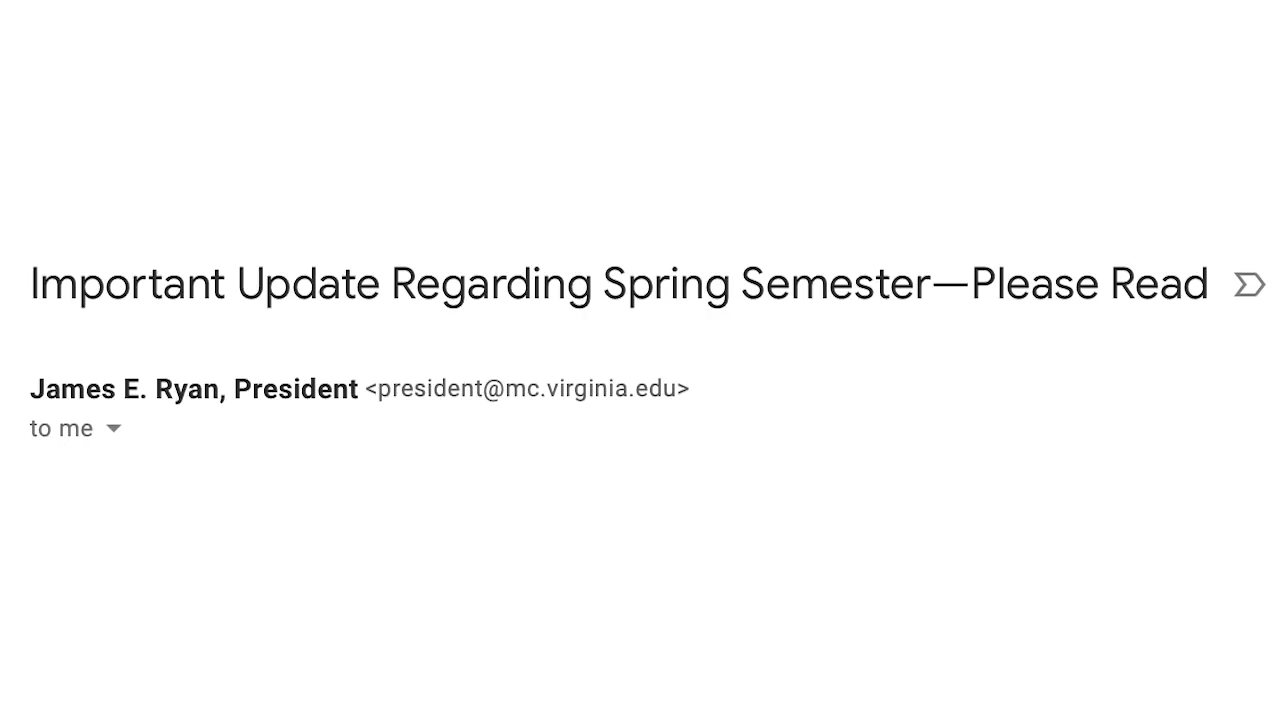 Important Update Regarding Spring Semester—Please Read
James E. Ryan, President <president@mc.virginia.edu>
to me